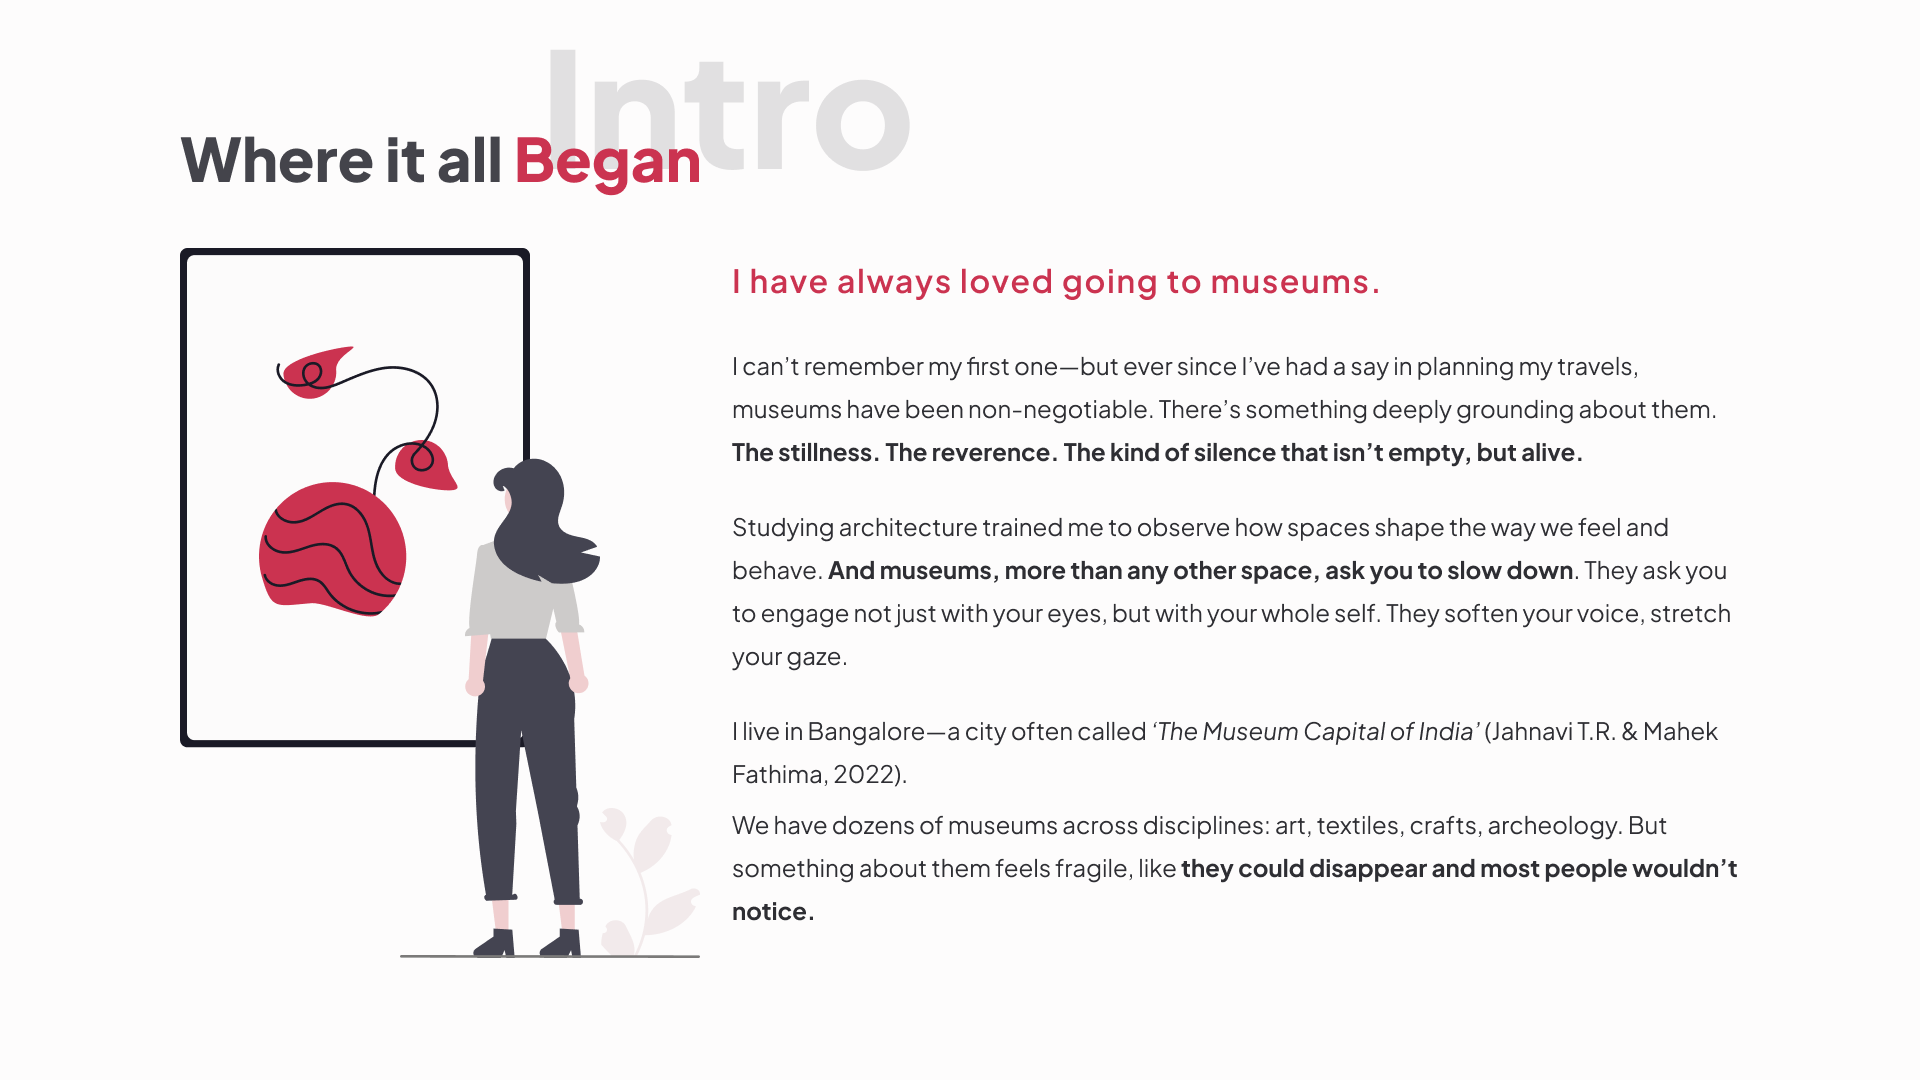 Intro
Where it all Began
I have always loved going to museums.
I can’t remember my first one—but ever since I’ve had a say in planning my travels,
museums have been non-negotiable. There’s something deeply grounding about them.
The stillness. The reverence. The kind of silence that isn’t empty, but alive.
Studying architecture trained me to observe how spaces shape the way we feel and
behave. And museums, more than any other space, ask you to slow down. They ask you
to engage not just with your eyes, but with your whole self. They soften your voice, stretch
your gaze.
I live in Bangalore—a city often called ‘The Museum Capital of India’ (Jahnavi T.R. & Mahek
Fathima, 2022).
We have dozens of museums across disciplines: art, textiles, crafts, archeology. But
something about them feels fragile, like they could disappear and most people wouldn’t
notice.